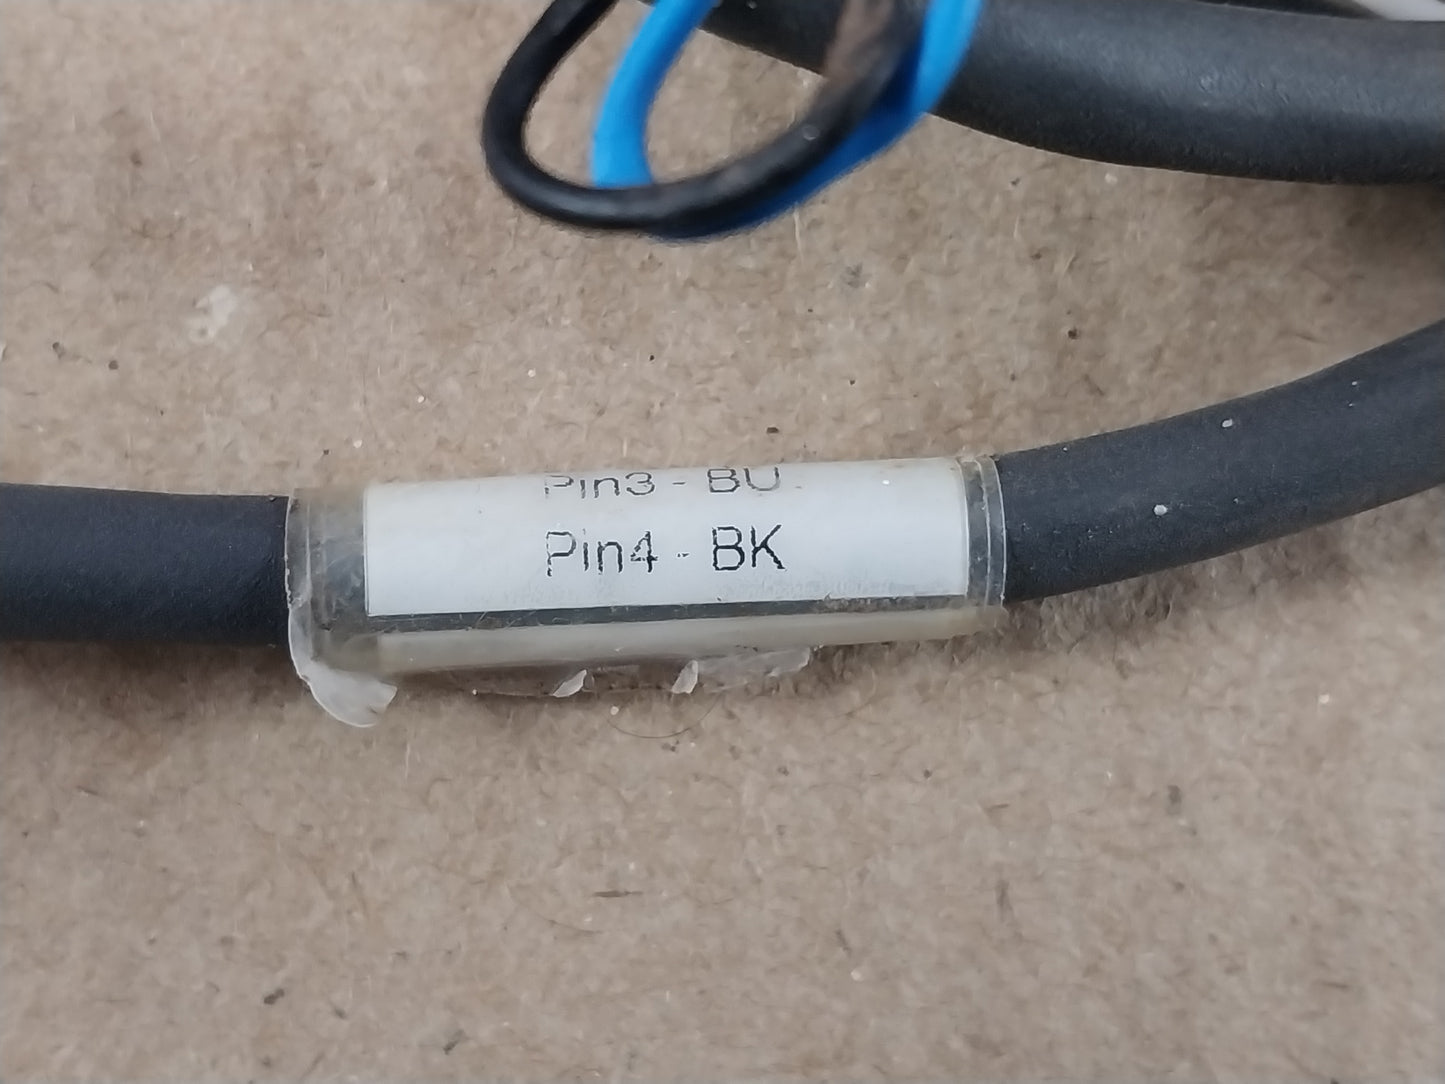 Pin3 - BU
Pin4 - BK